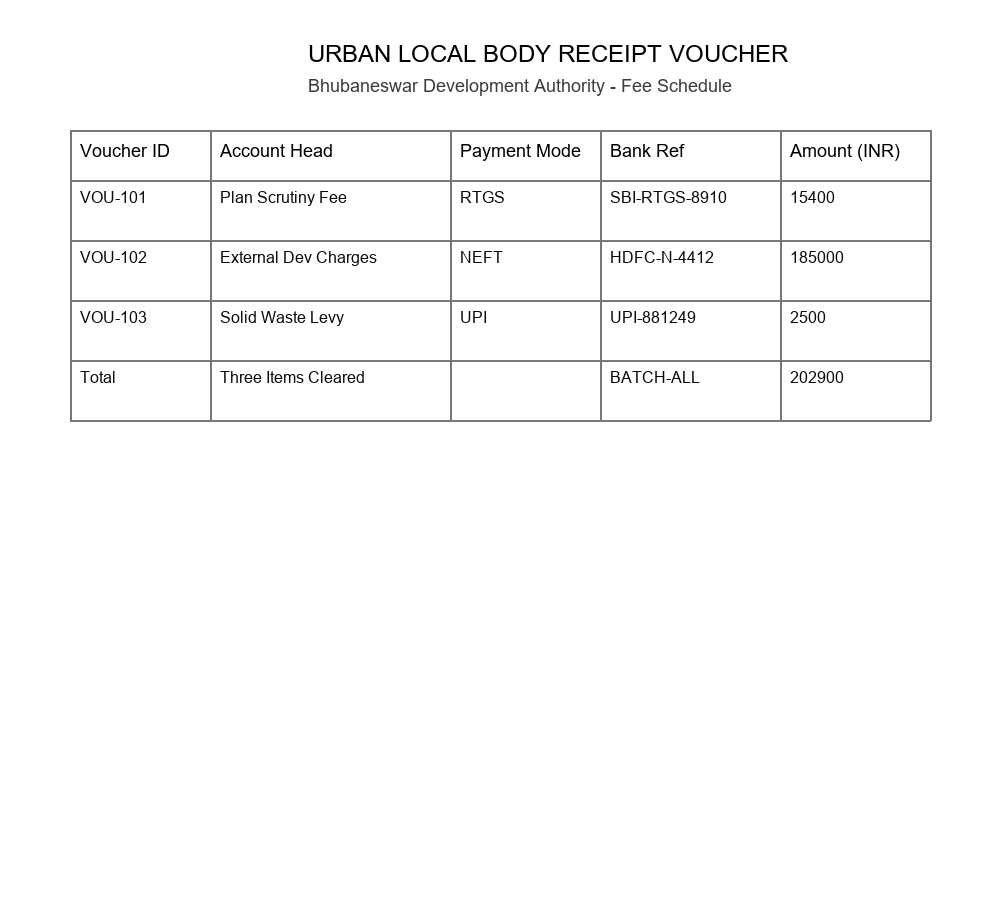 URBAN LOCAL BODY RECEIPT VOUCHER
Bhubaneswar Development Authority - Fee Schedule
Voucher ID Account Head Payment Mode Bank Ref Amount (INR)
VOU-101 Plan Scrutiny Fee RTGS SBI-RTGS-8910 15400
VOU-102 External Dev Charges NEFT HDFC-N-4412 185000
VOU-103 Solid Waste Levy UPI UPI-881249 2500
Total Three Items Cleared BATCH-ALL 202900